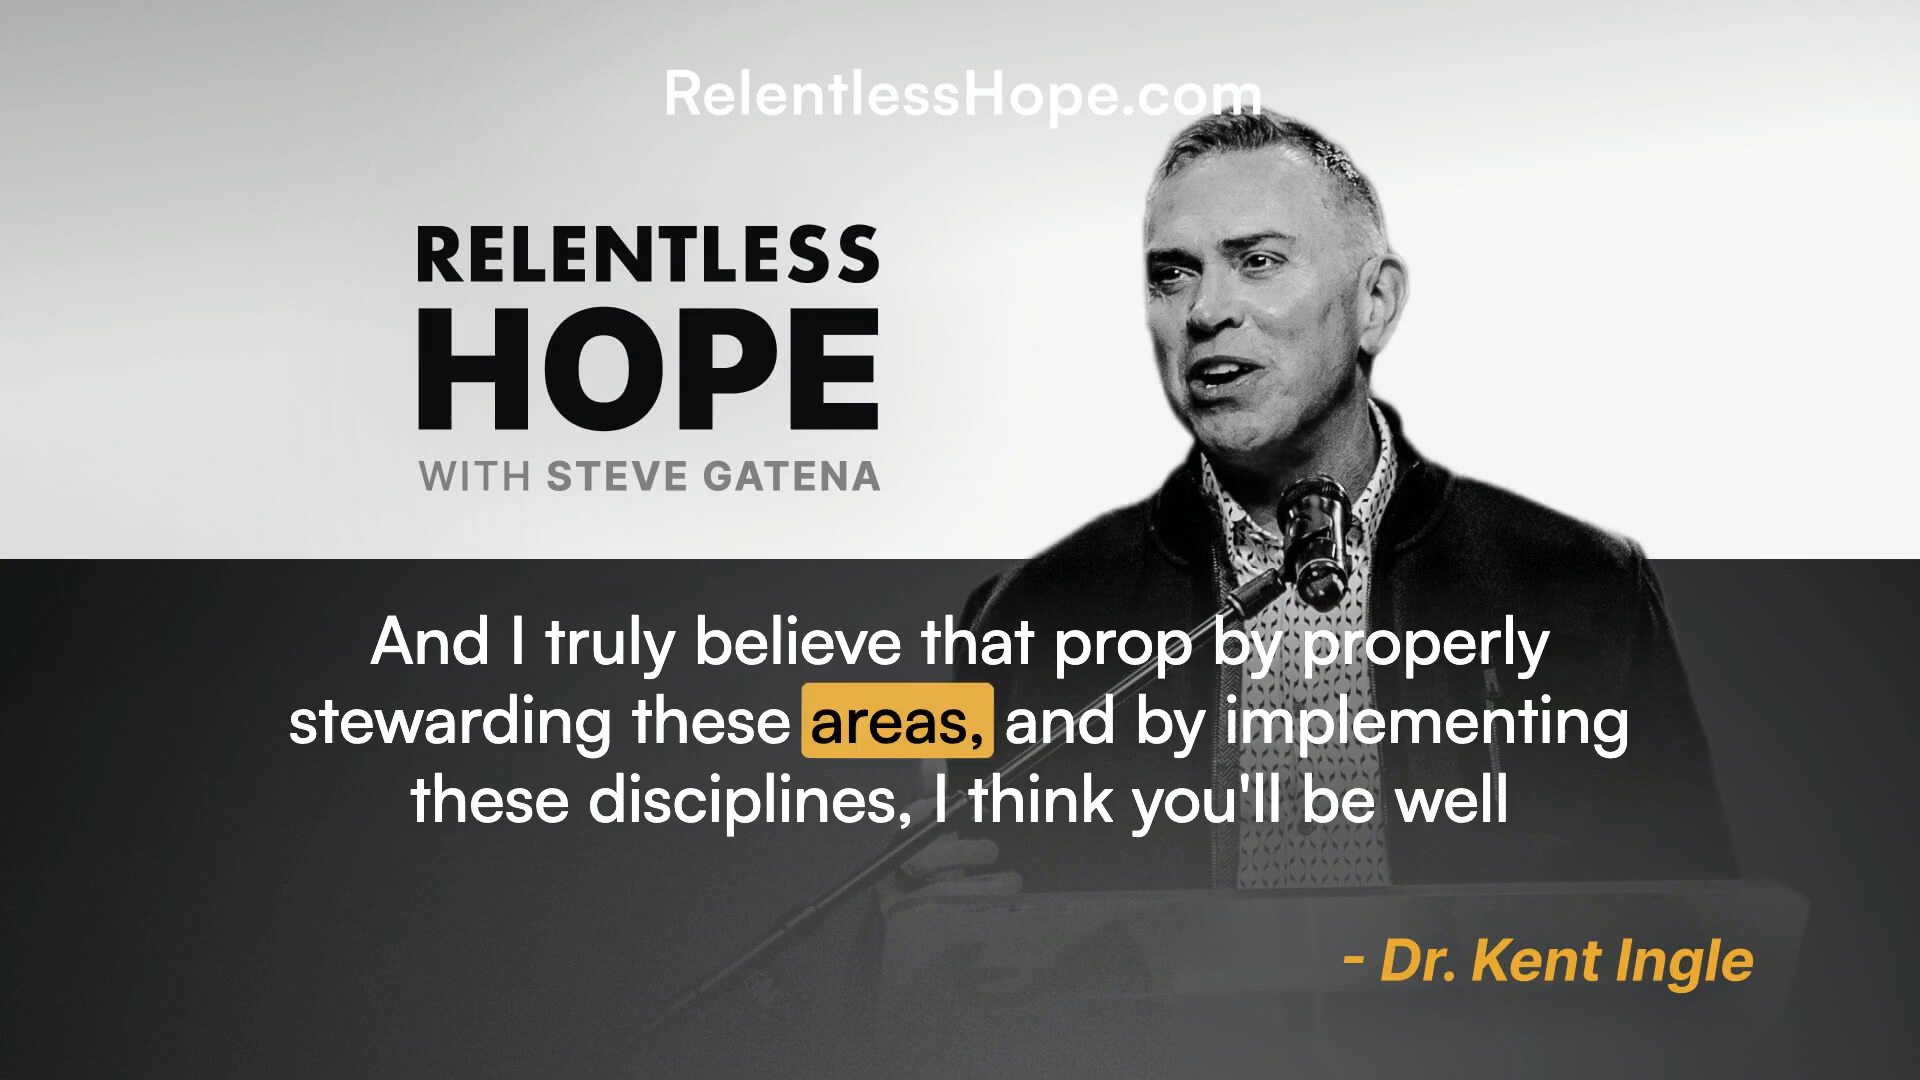 RelentlessHope.com
RELENTLESS
HOPE
WITH STEVE GATENA
And I truly believe that prop by properly
stewarding these areas, and by implementing
these disciplines, I think you'll be well
- Dr. Kent Ingle